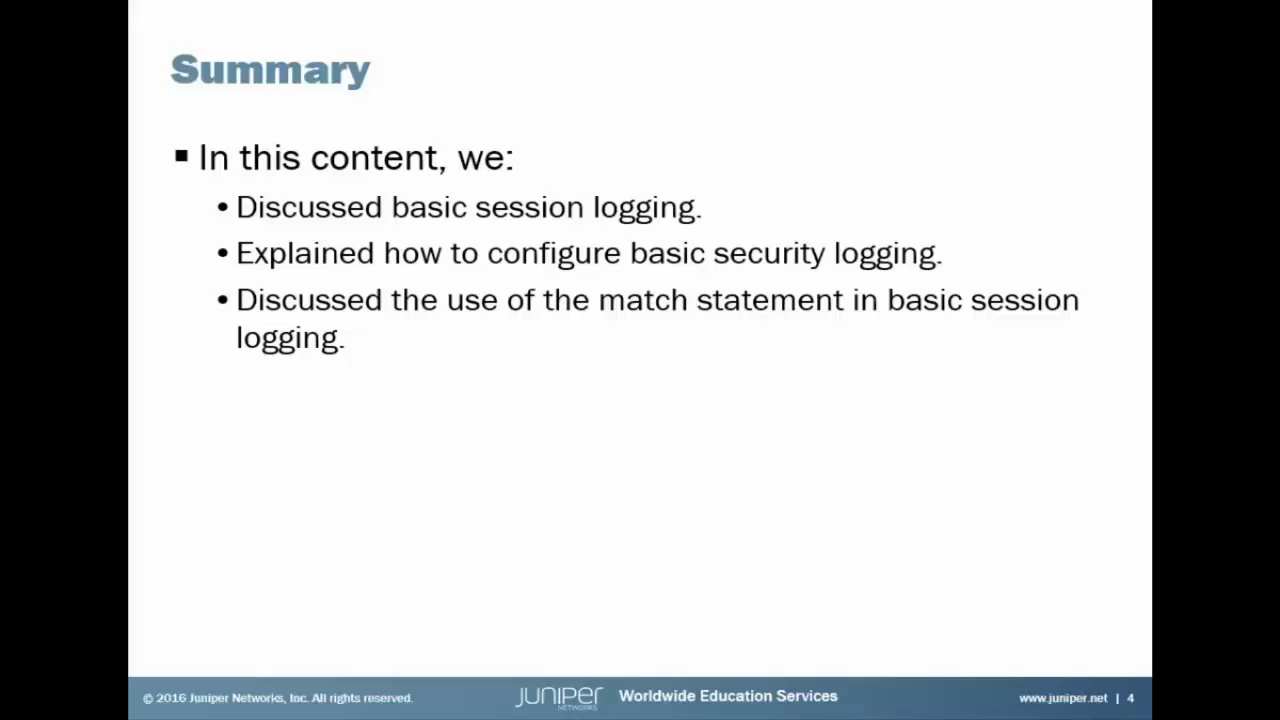 Summary
▪ In this content, we:
• Discussed basic session logging.
• Explained how to configure basic security logging.
• Discussed the use of the match statement in basic session
logging.
© 2016 Juniper Networks, Inc. All rights reserved.
JUNIPER
NETWORKS
Worldwide Education Services
www.juniper.net | 4